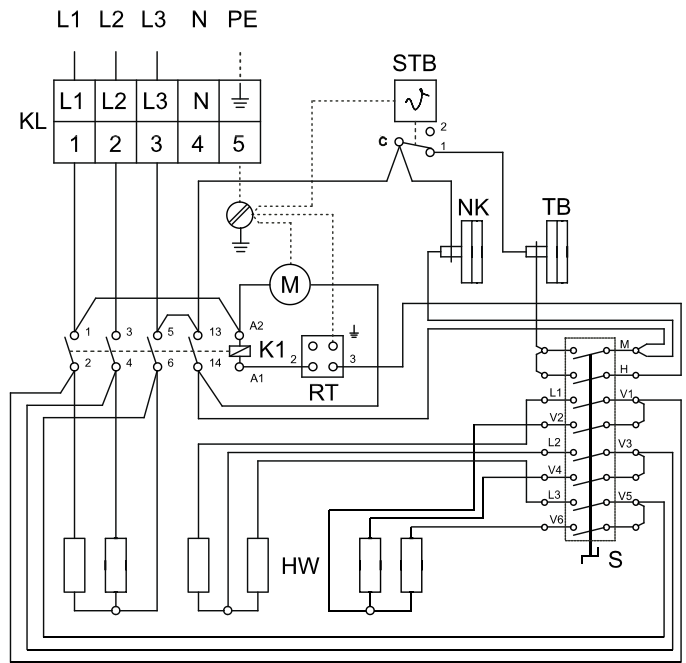 L1 L2 L3 N PE
STB
KL L1 L2 L3 N
1 2 3 4 5
2
C 1
NK TB
M
1 3 5 13 A2
K1
2 4 6 14 A1
2 3
RT
M
H
L1 V1
V2
L2 V3
V4
L3 V5
V6
HW S